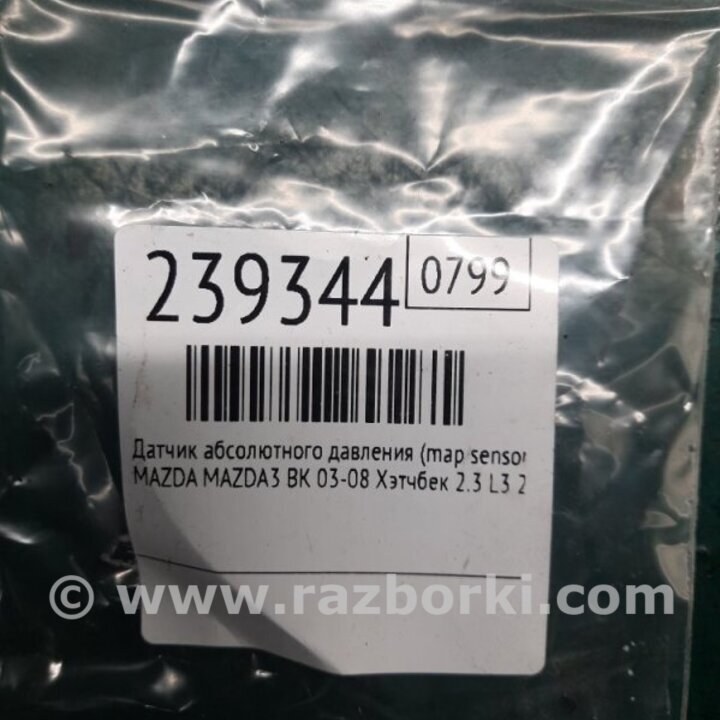 239344
0799
Датчик абсолютного давления (map sensor
MAZDA MAZDA3 BK 03-08 Хэтчбек 2.3 L3 2
© www.razborki.com